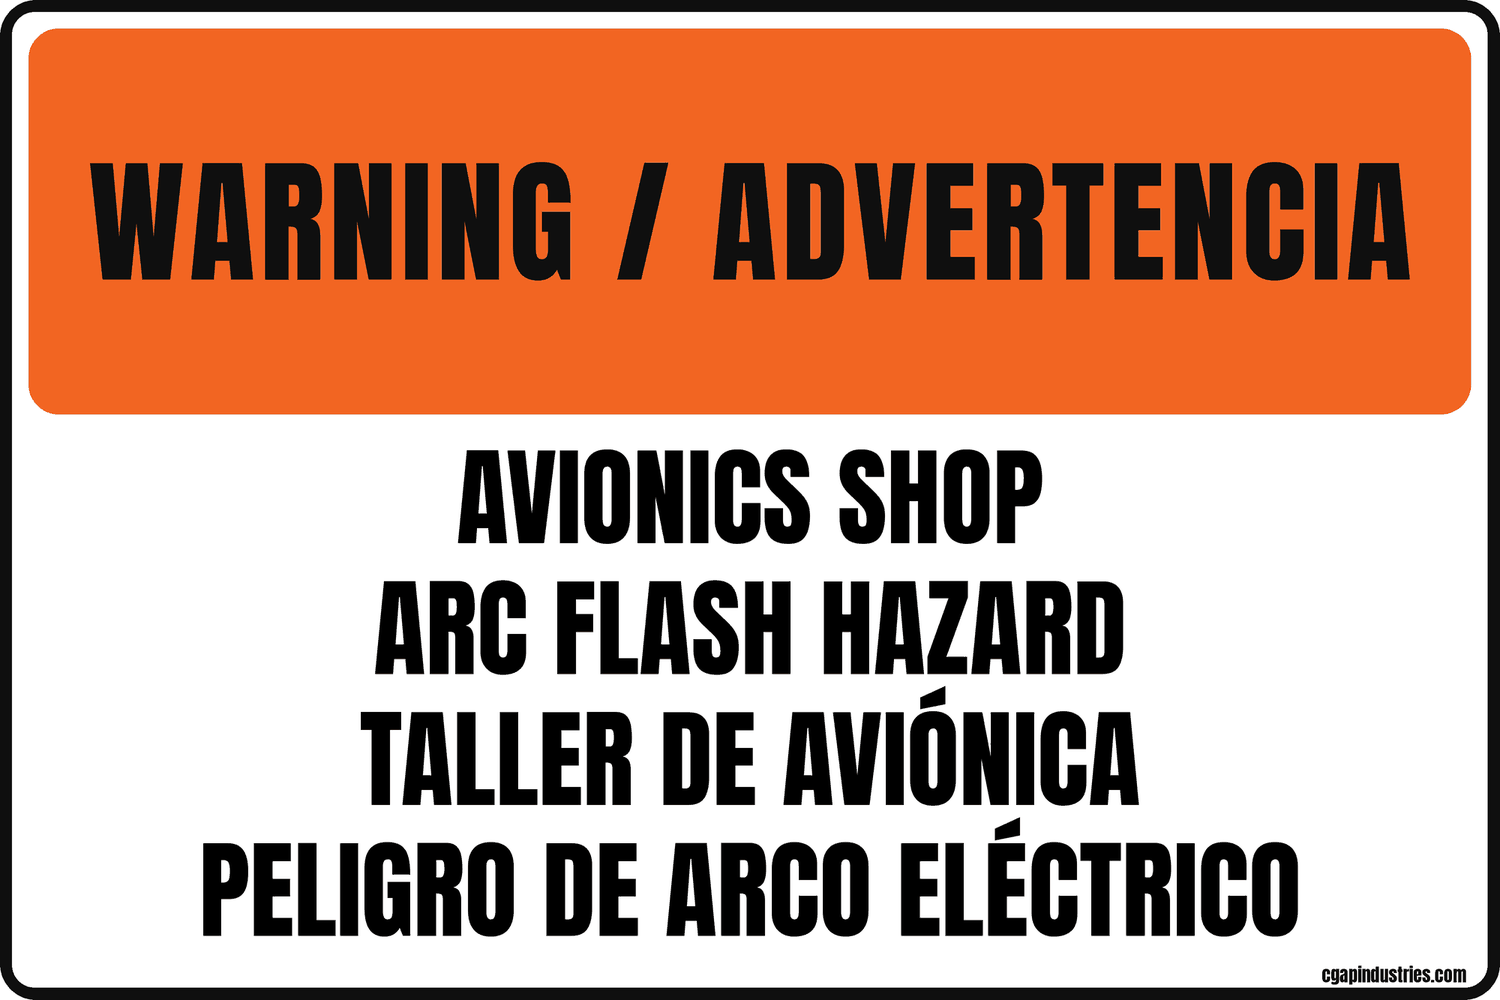 WARNING / ADVERTENCIA
AVIONICS SHOP
ARC FLASH HAZARD
TALLER DE AVIÓNICA
PELIGRO DE ARCO ELÉCTRICO
cgapindustries.com